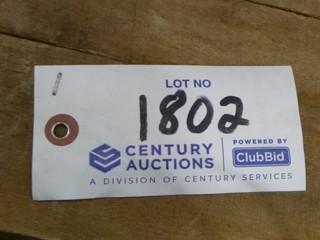 LOT NO
1802
CENTURY AUCTIONS
POWERED BY
ClubBid
A DIVISION OF CENTURY SERVICES